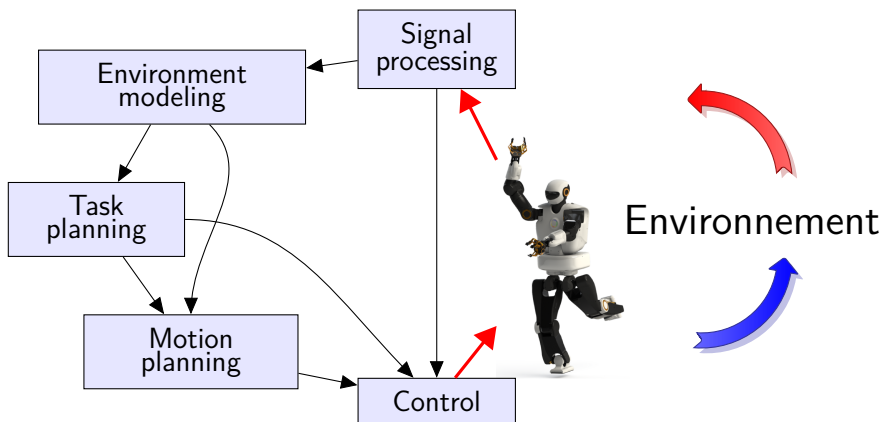 Signal
processing
Environment
modeling
Task
planning
Environnement
Motion
planning
Control